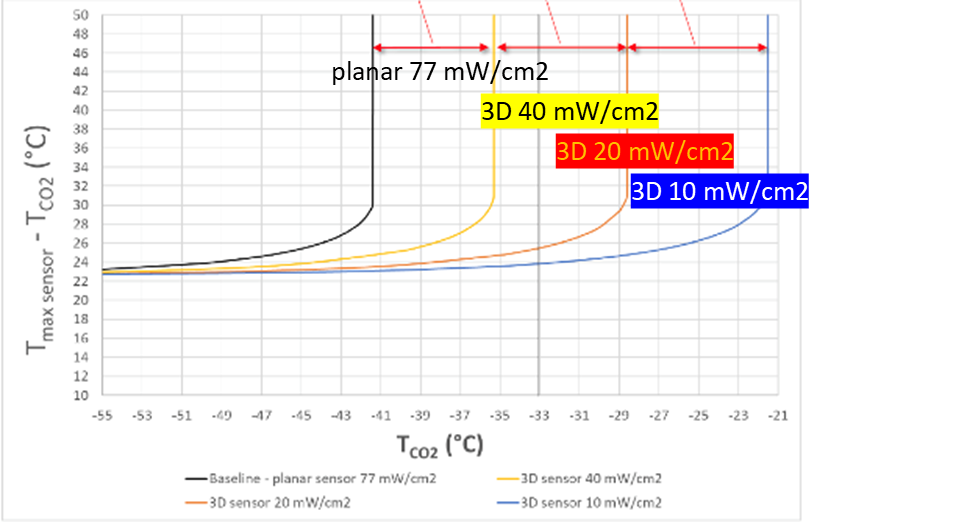 50
48
46
44
42
40
38
36
34
32
30
28
26
24
22
20
18
16
14
12
10
planar 77 mW/cm2
3D 40 mW/cm2
3D 20 mW/cm2
3D 10 mW/cm2
Tmax sensor - TCO2 (°C)
-55 -53 -51 -49 -47 -45 -43 -41 -39 -37 -35 -33 -31 -29 -27 -25 -23 -21
TCO2 (°C)
Baseline - planar sensor 77 mW/cm2 3D sensor 40 mW/cm2
3D sensor 20 mW/cm2 3D sensor 10 mW/cm2